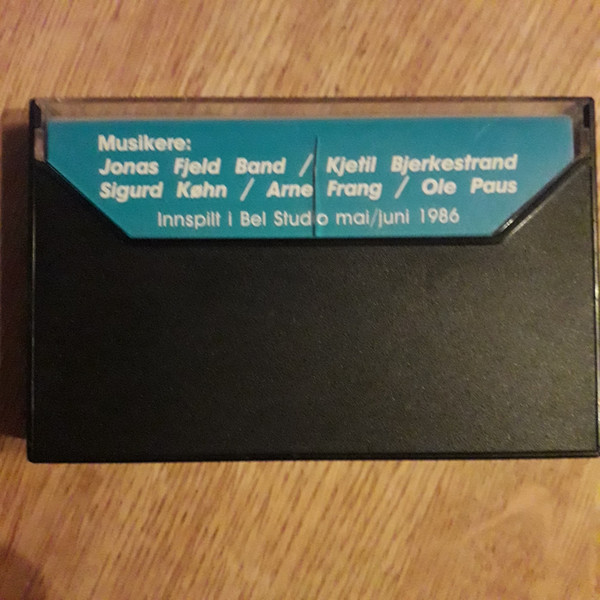 Musikere:
Jonas Fjeld Band / Kjetil Bjerkestrand
Sigurd Køhn / Arne Frang / Ole Paus
Innspilt i Bel Studio mai/juni 1986